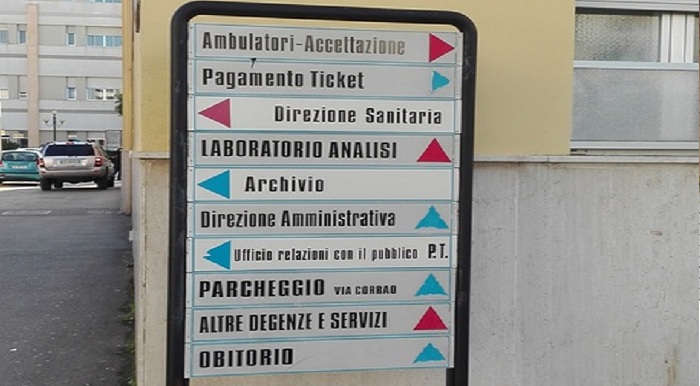 Ambulatori-Accettazione
Pagamento Ticket
Direzione Sanitaria
LABORATORIO ANALISI
Archivio
Direzione Amministrativa
Ufficio relazioni con il pubblico P.T.
PARCHEGGIO VIA CORRAO
ALTRE DEGENZE E SERVIZI
OBITORIO